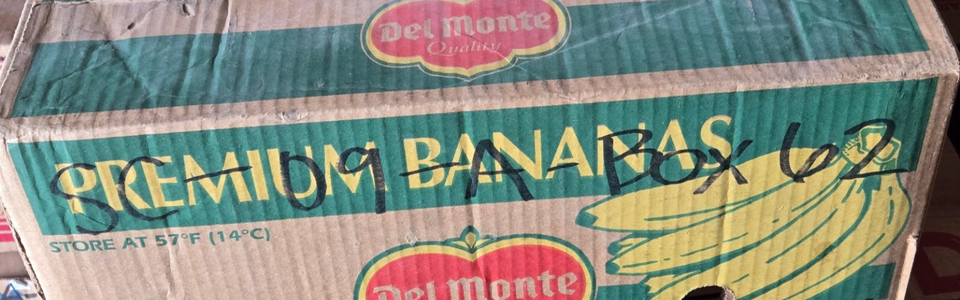 Del Monte
Quality
PREMIUM BANANAS
SC-09-A-Box 62
STORE AT 57°F (14°C)
Del Monte